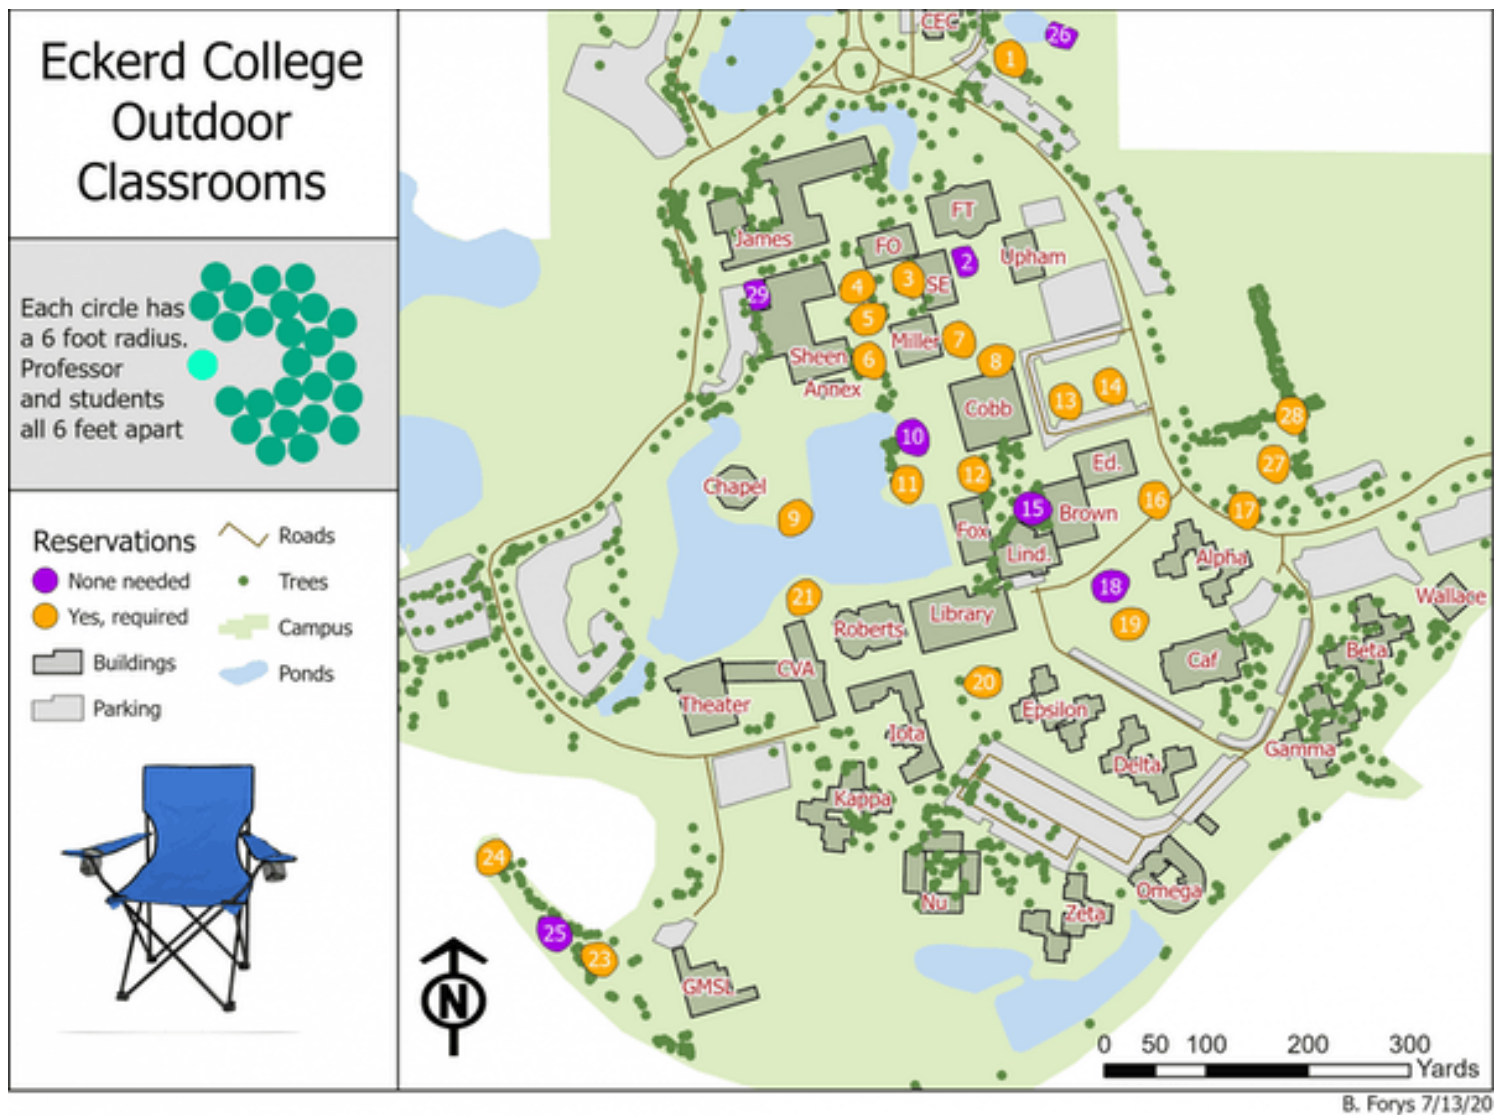 Eckerd College
Outdoor
Classrooms
Each circle has
a 6 foot radius.
Professor
and students
all 6 feet apart
Reservations
None needed
Yes, required
Buildings
Parking
Roads
Trees
Campus
Ponds
N
CEC
26
1
FT
James
FO
Upham
2
3
SE
4
29
5
Miller
7
Sheen
6
8
Annex
Cobb
13
14
28
10
Ed.
27
Chapel
11
12
9
15
Brown
16
17
Fox
Lind.
Alpha
18
Wallace
21
Library
19
Roberts
Beta
CVA
Caf
20
Theater
Epsilon
Iota
Gamma
Delta
Kappa
24
Omega
Nu
Zeta
25
23
GMSL
0 50 100 200 300
Yards
B. Forys 7/13/20